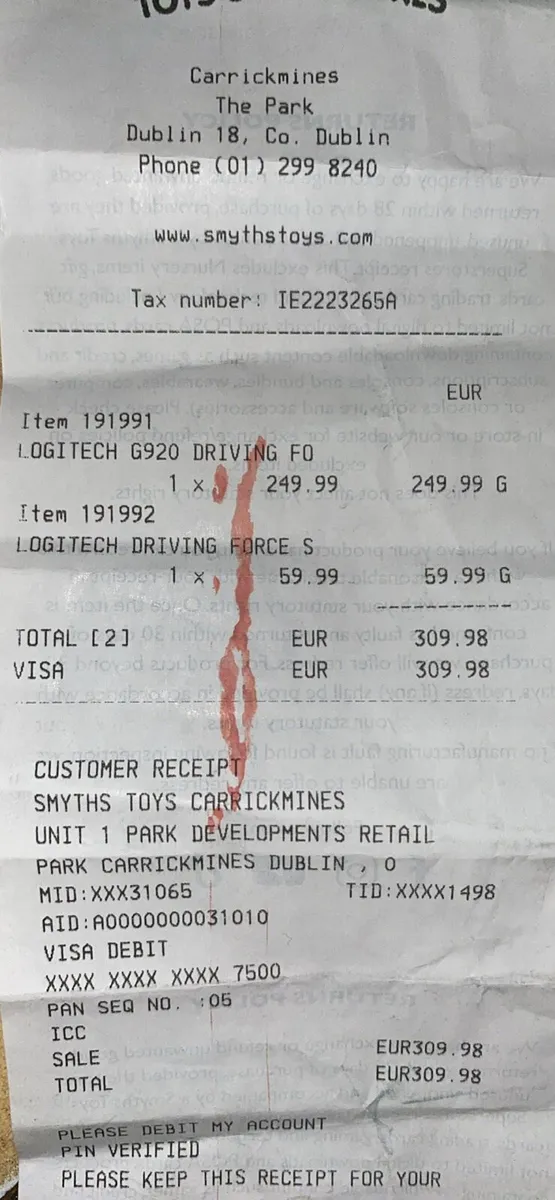 Carrickmines
The Park
Dublin 18, Co. Dublin
Phone (01) 299 8240
www.smythstoys.com
Tax number: IE2223265A
EUR
Item 191991
LOGITECH G920 DRIVING FO
1 x 249.99 249.99 G
Item 191992
LOGITECH DRIVING FORCE S
1 x 59.99 59.99 G
TOTAL [2] EUR 309.98
VISA EUR 309.98
CUSTOMER RECEIPT
SMYTHS TOYS CARRICKMINES
UNIT 1 PARK DEVELOPMENTS RETAIL
PARK CARRICKMINES DUBLIN , 0
MID:XXX31065 TID:XXXX1498
AID:A0000000031010
VISA DEBIT
XXXX XXXX XXXX 7500
PAN SEQ NO. :05
ICC
SALE EUR309.98
TOTAL EUR309.98
PLEASE DEBIT MY ACCOUNT
PIN VERIFIED
PLEASE KEEP THIS RECEIPT FOR YOUR